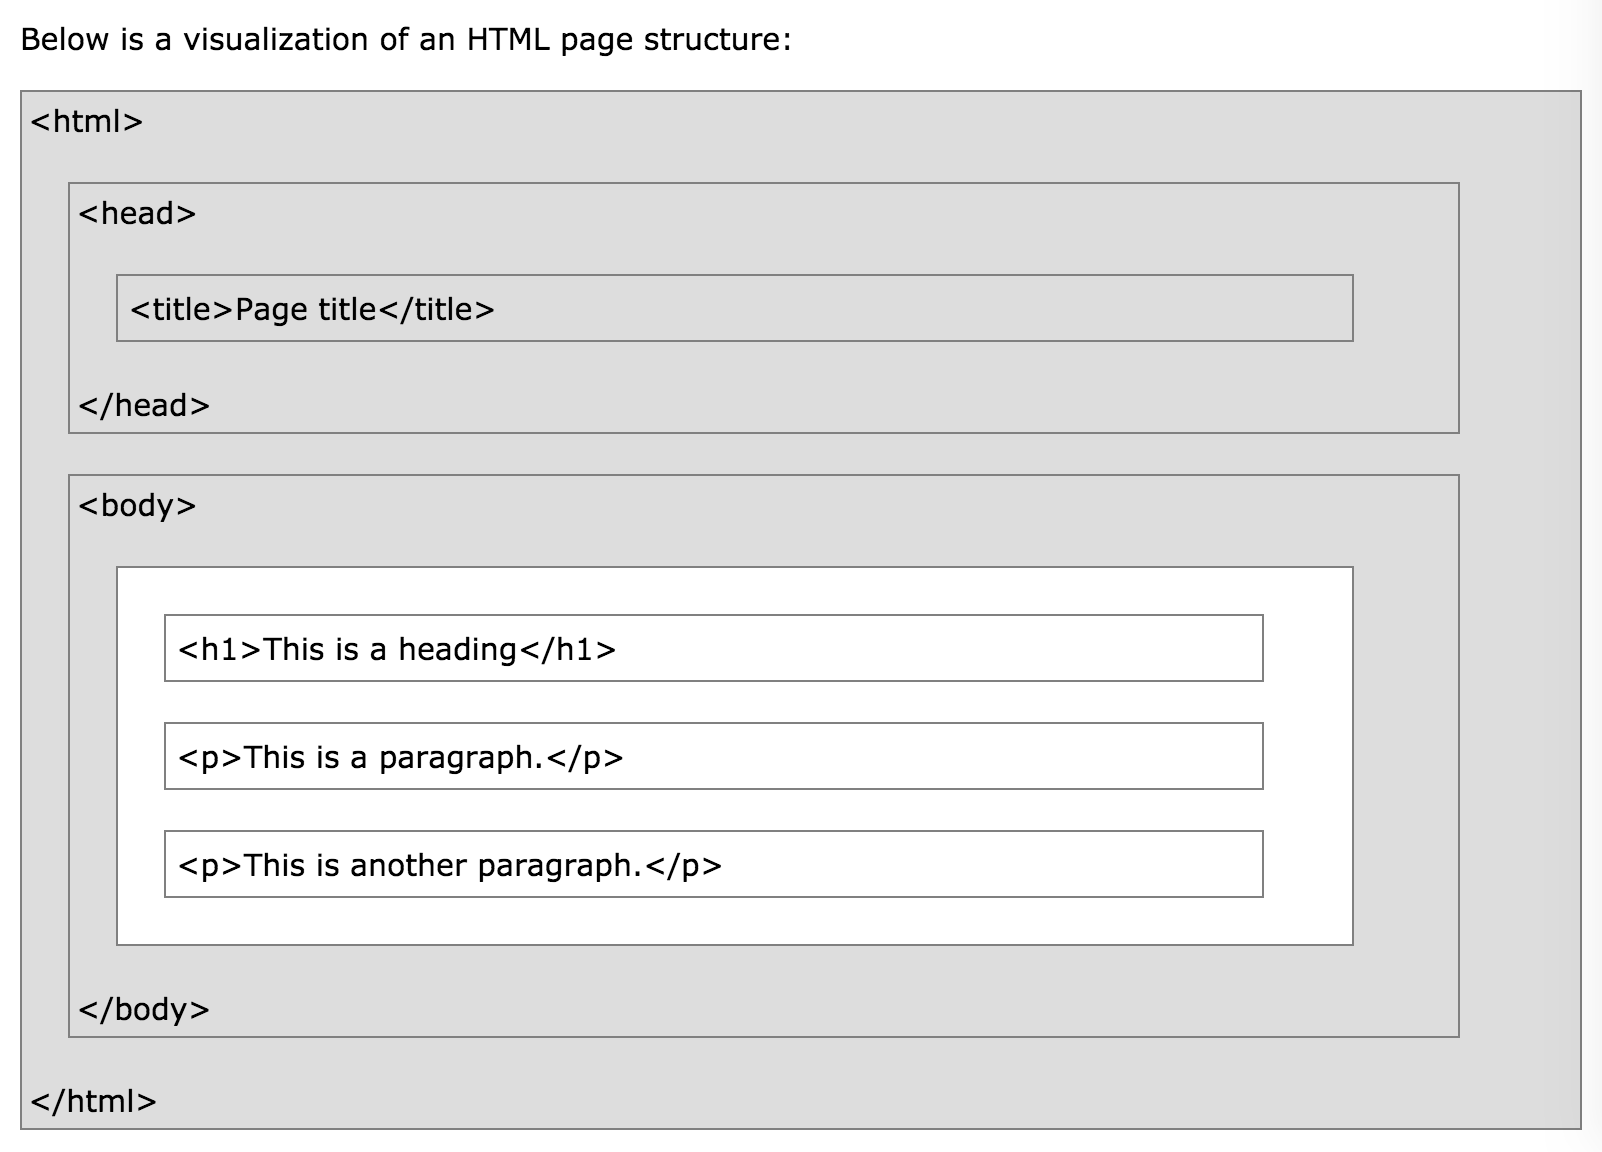 Below is a visualization of an HTML page structure:
<html>
<head>
<title>Page title</title>
</head>
<body>
<h1>This is a heading</h1>
<p>This is a paragraph.</p>
<p>This is another paragraph.</p>
</body>
</html>